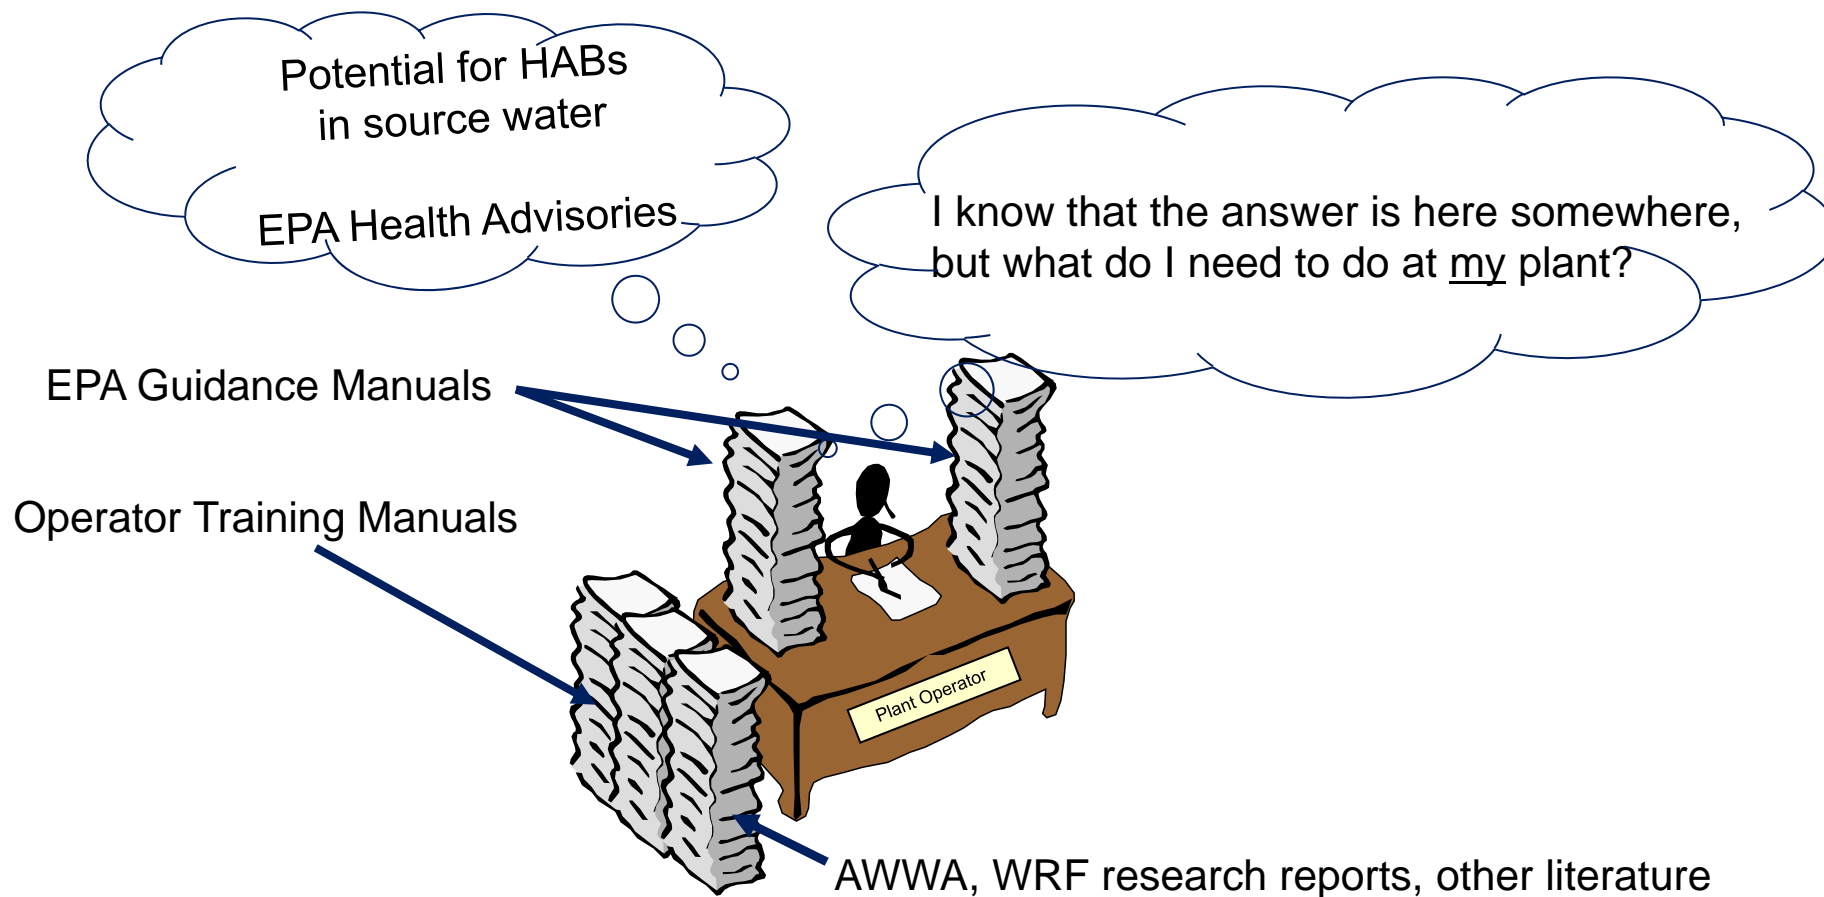 Potential for HABs
in source water
EPA Health Advisories
I know that the answer is here somewhere,
but what do I need to do at my plant?
EPA Guidance Manuals
Operator Training Manuals
Plant Operator
AWWA, WRF research reports, other literature